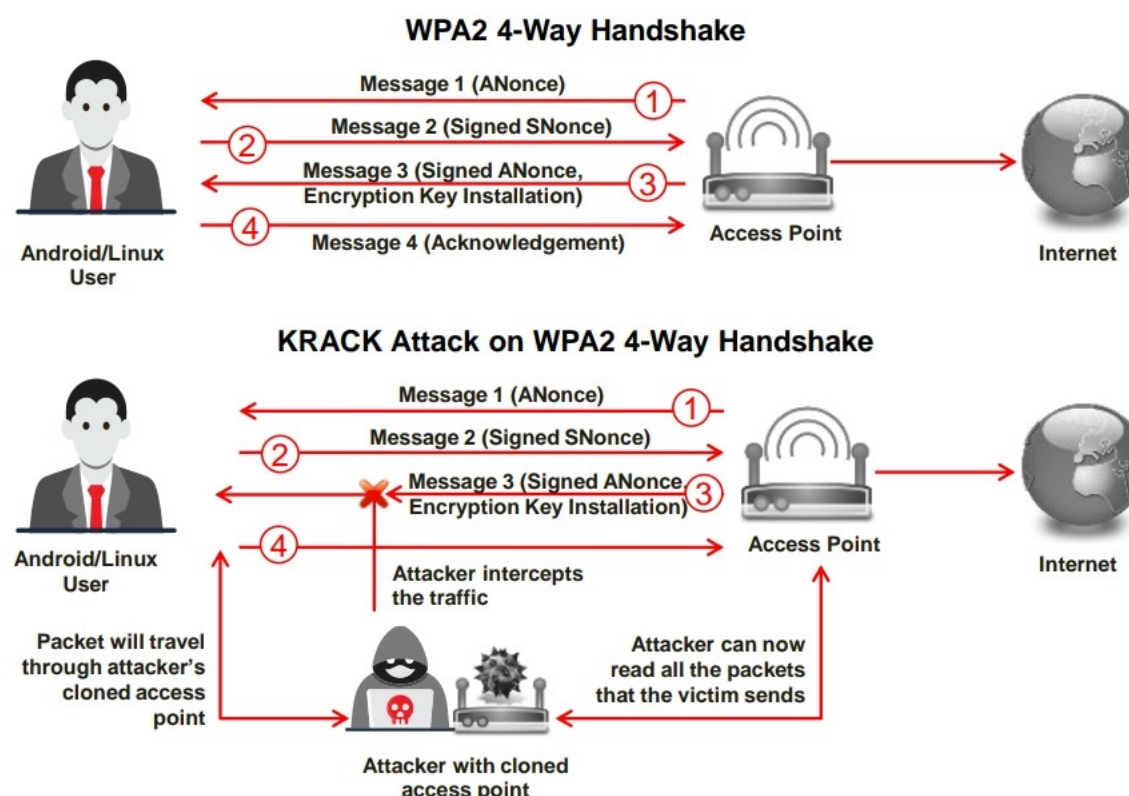 WPA2 4-Way Handshake
Message 1 (ANonce)
1
Message 2 (Signed SNonce)
2
Message 3 (Signed ANonce,
Encryption Key Installation)
3
4
Message 4 (Acknowledgement)
Android/Linux
User
Access Point
Internet
KRACK Attack on WPA2 4-Way Handshake
Message 1 (ANonce)
1
Message 2 (Signed SNonce)
2
Message 3 (Signed ANonce,
Encryption Key Installation)
3
4
Android/Linux
User
Access Point
Internet
Attacker intercepts
the traffic
Packet will travel
through attacker's
cloned access
point
Attacker can now
read all the packets
that the victim sends
Attacker with cloned
access point